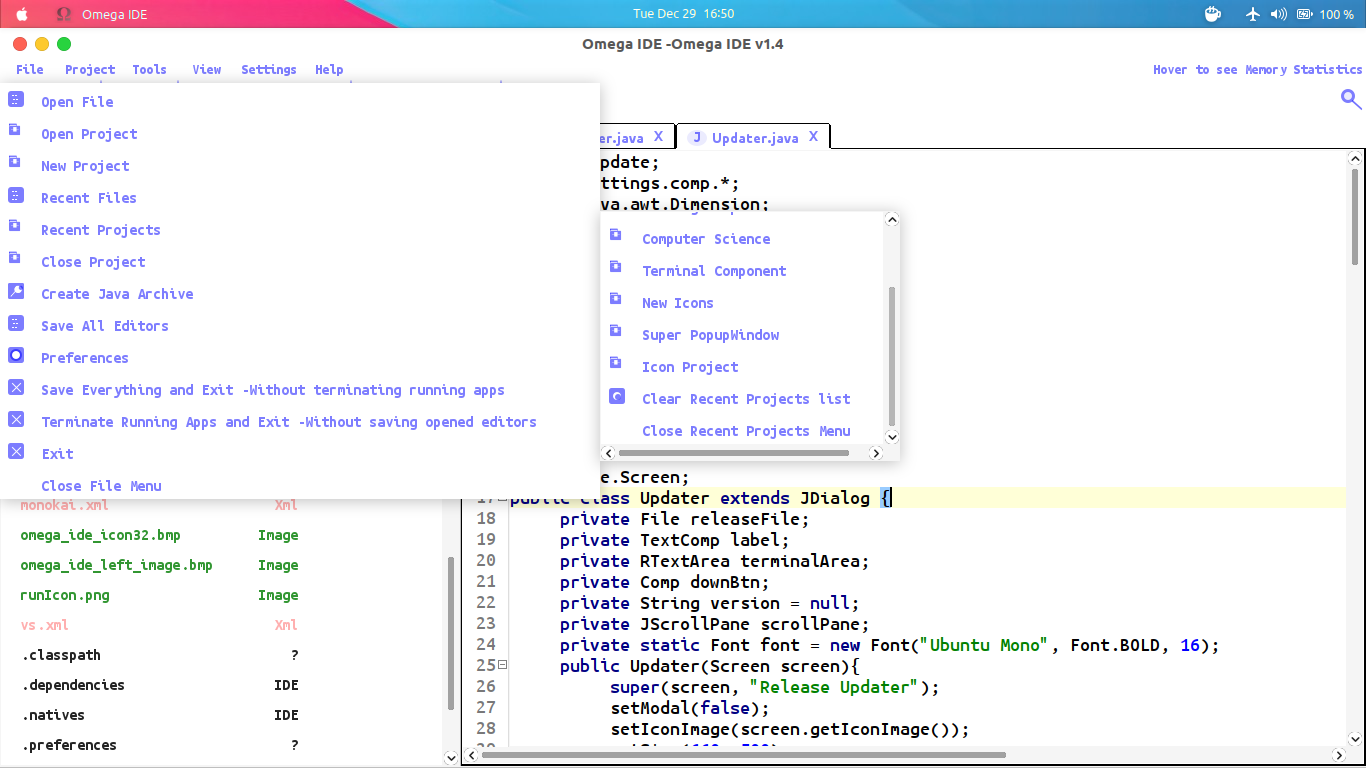 Omega IDE
Tue Dec 29 16:50
100 %
Omega IDE -Omega IDE v1.4
File Project Tools View Settings Help
Hover to see Memory Statistics
Open File
Open Project
New Project
Recent Files
Recent Projects
Close Project
Create Java Archive
Save All Editors
Preferences
Save Everything and Exit -Without terminating running apps
Terminate Running Apps and Exit -Without saving opened editors
Exit
Close File Menu
er.java X
J Updater.java X
pdate;
ttings.comp.*;
va.awt.Dimension;
Computer Science
Terminal Component
New Icons
Super PopupWindow
Icon Project
Clear Recent Projects list
Close Recent Projects Menu
monokai.xml Xml
omega_ide_icon32.bmp Image
omega_ide_left_image.bmp Image
runIcon.png Image
vs.xml Xml
.classpath ?
.dependencies IDE
.natives IDE
.preferences ?
e.Screen;
17 public class Updater extends JDialog {
18 private File releaseFile;
19 private TextComp label;
20 private RTextArea terminalArea;
21 private Comp downBtn;
22 private String version = null;
23 private JScrollPane scrollPane;
24 private static Font font = new Font("Ubuntu Mono", Font.BOLD, 16);
25 public Updater(Screen screen){
26 super(screen, "Release Updater");
27 setModal(false);
28 setIconImage(screen.getIconImage());